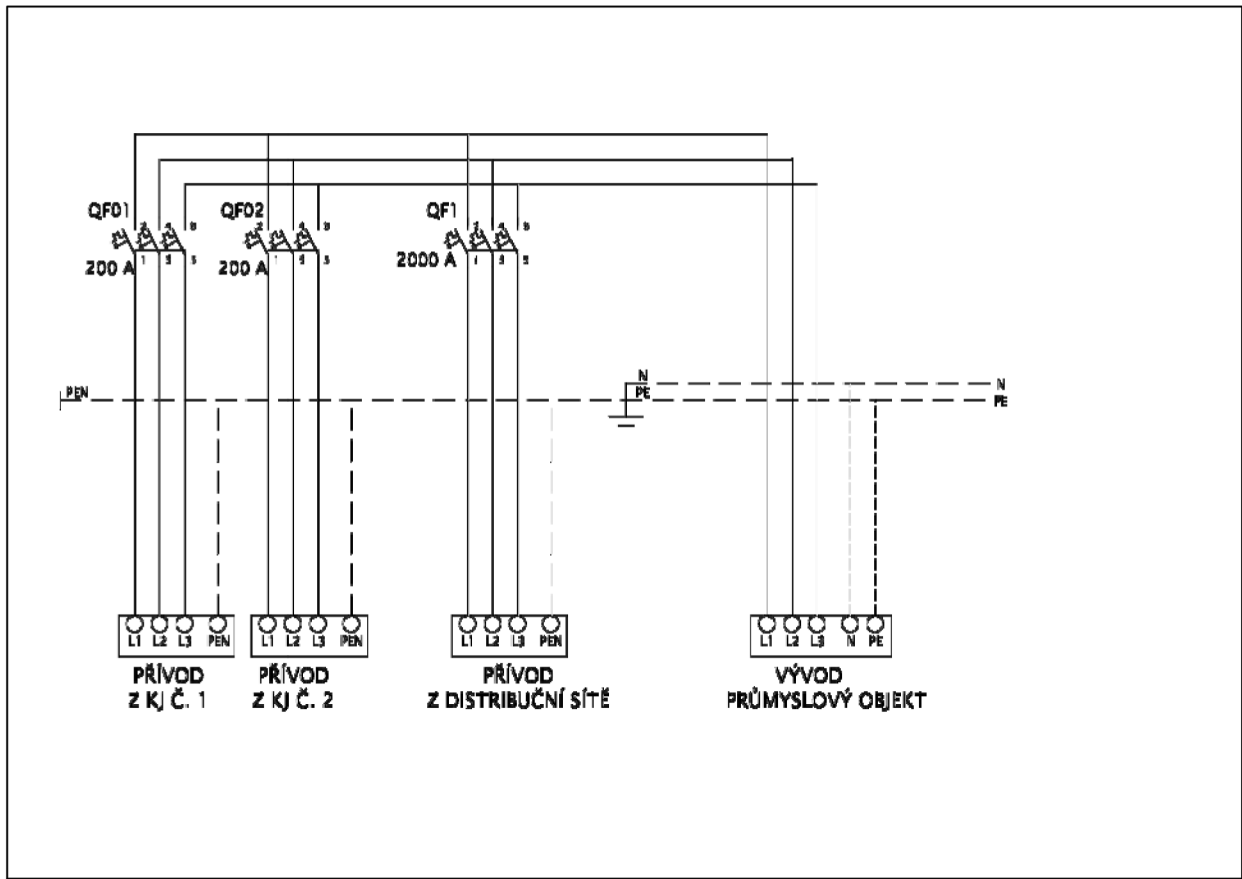 QF01
QF02
QF1
200 A
200 A
2000 A
PEN
N
PE
N
PE
L1 L2 L3 PEN
L1 L2 L3 PEN
L1 L2 L3 PEN
L1 L2 L3 N PE
PŘÍVOD
Z KJ Č. 1
PŘÍVOD
Z KJ Č. 2
PŘÍVOD
Z DISTRIBUČNÍ SÍTĚ
VÝVOD
PRŮMYSLOVÝ OBJEKT